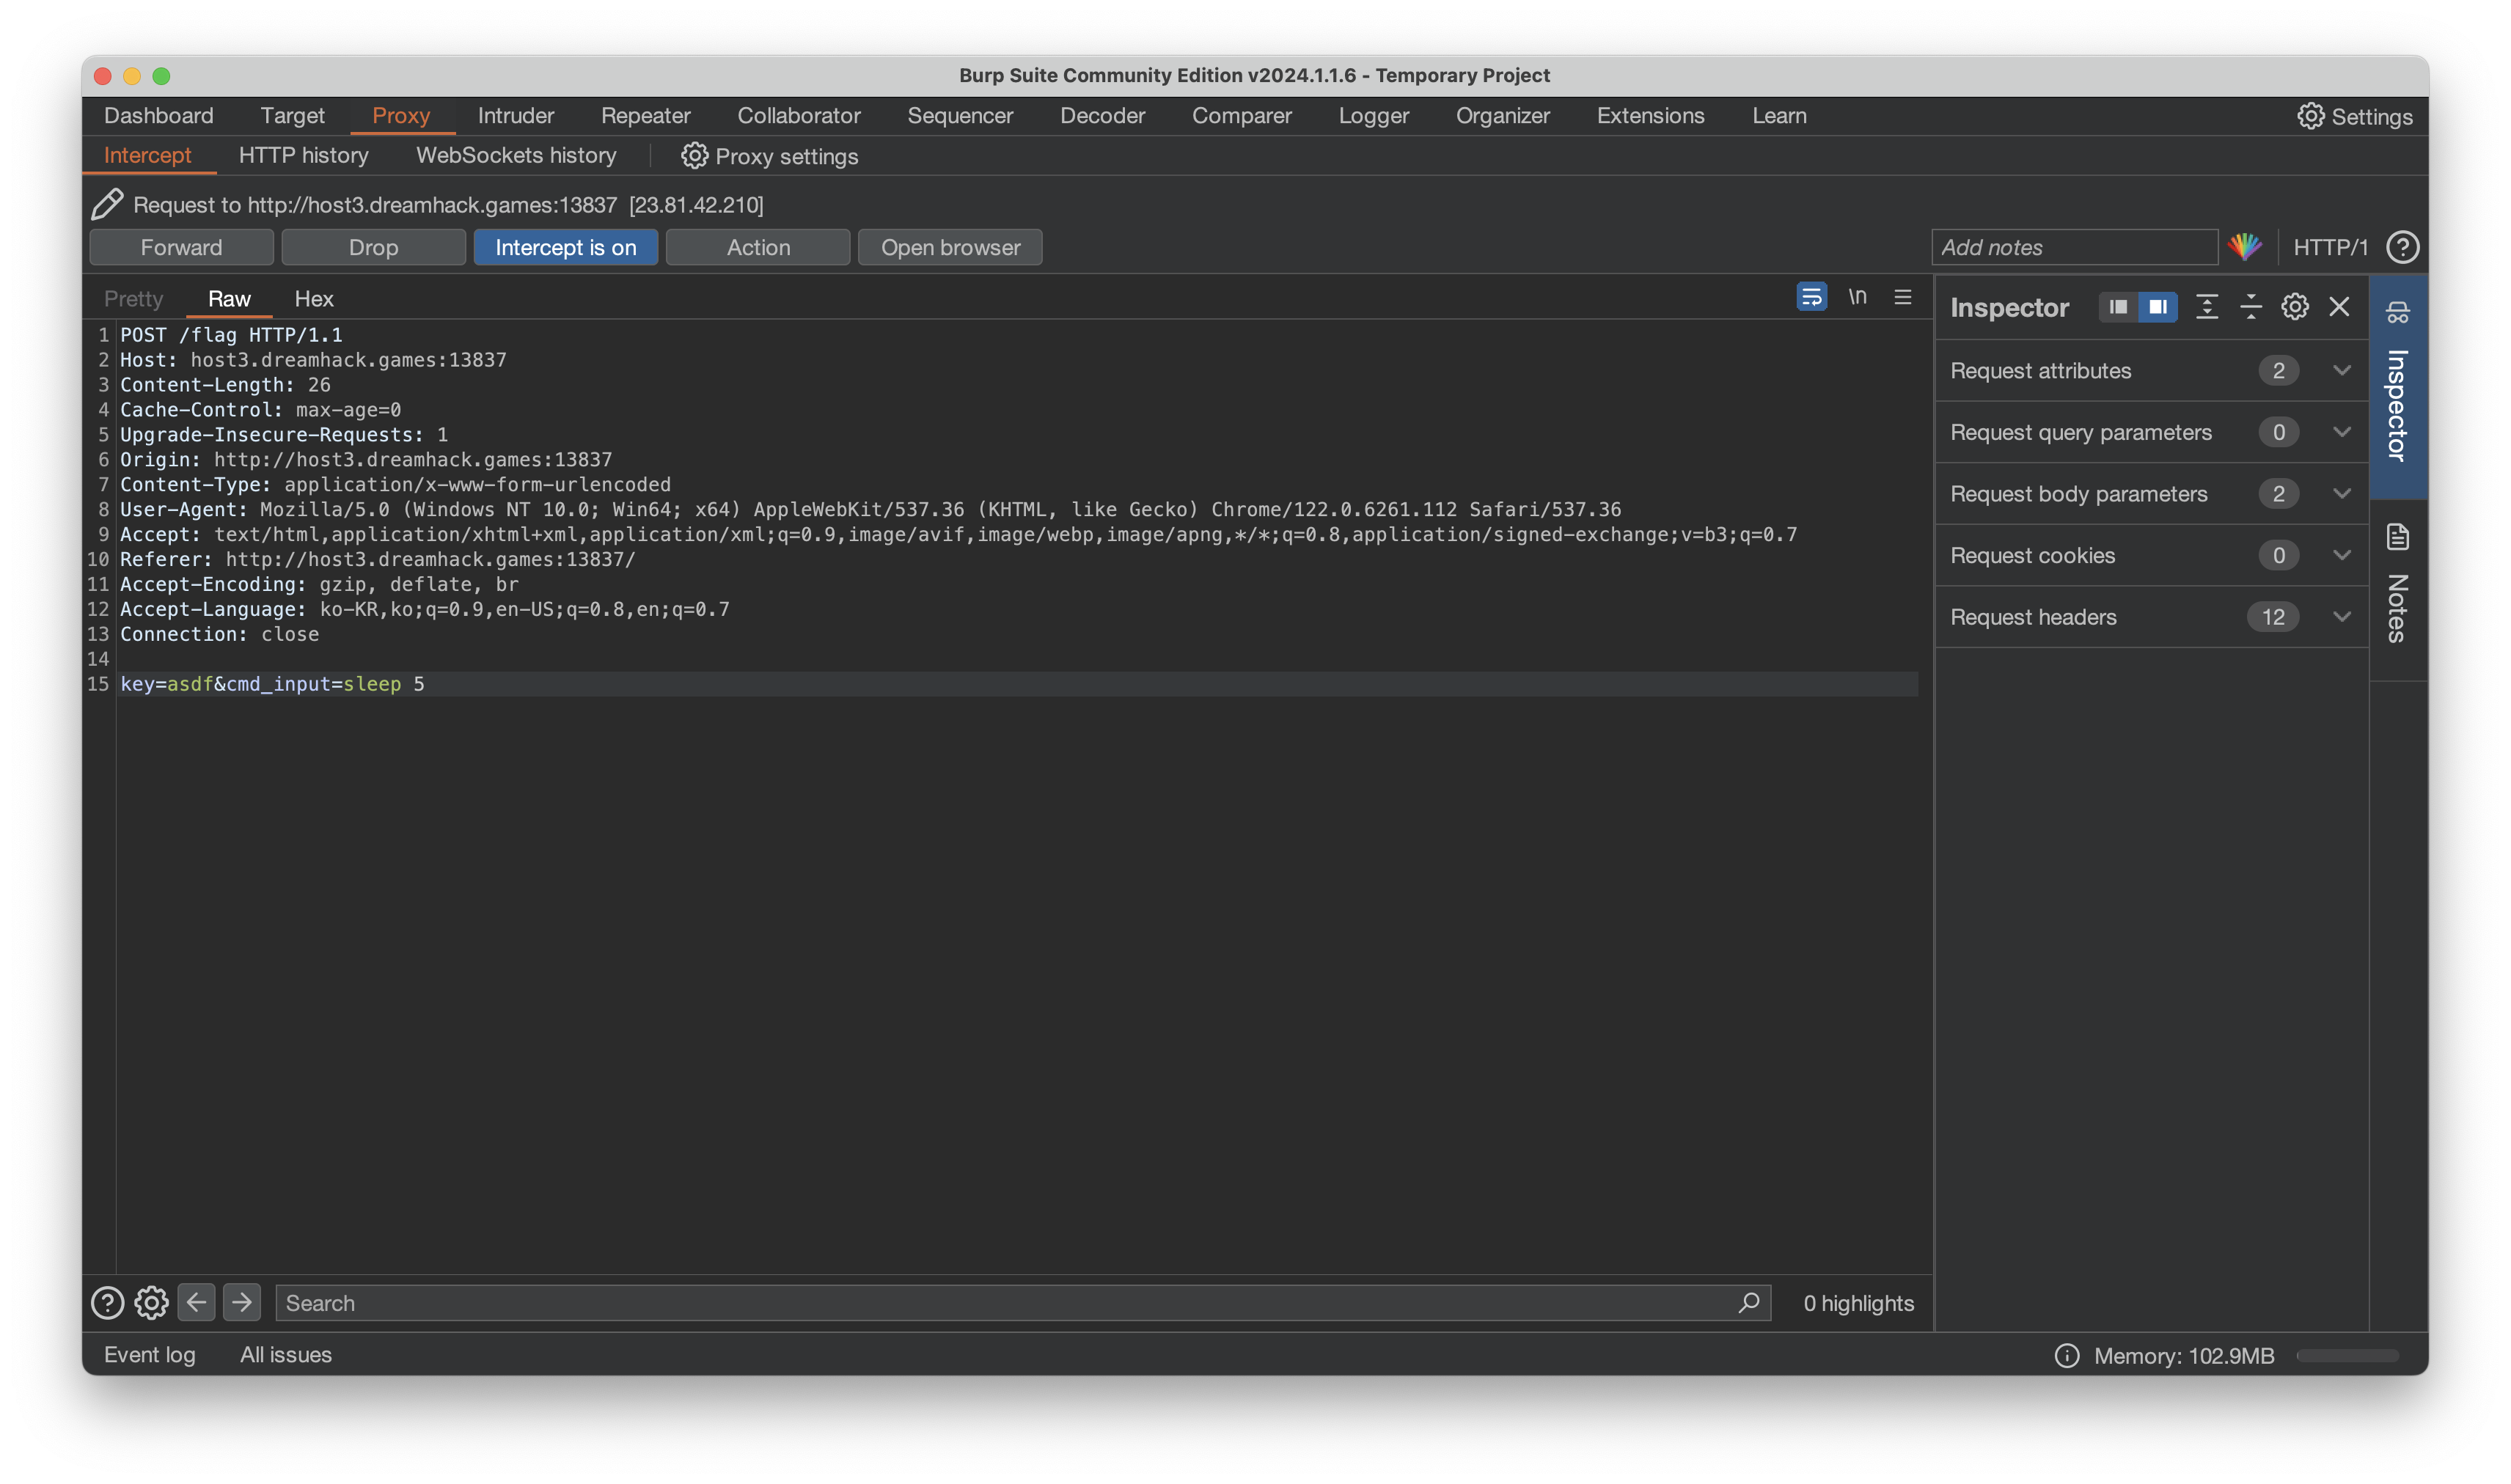 Burp Suite Community Edition v2024.1.1.6 - Temporary Project
Dashboard Target Proxy Intruder Repeater Collaborator Sequencer Decoder Comparer Logger Organizer Extensions Learn Settings
Intercept HTTP history WebSockets history Proxy settings
Request to http://host3.dreamhack.games:13837 [23.81.42.210]
Forward Drop Intercept is on Action Open browser Add notes HTTP/1
Pretty Raw Hex \n
1 POST /flag HTTP/1.1
2 Host: host3.dreamhack.games:13837
3 Content-Length: 26
4 Cache-Control: max-age=0
5 Upgrade-Insecure-Requests: 1
6 Origin: http://host3.dreamhack.games:13837
7 Content-Type: application/x-www-form-urlencoded
8 User-Agent: Mozilla/5.0 (Windows NT 10.0; Win64; x64) AppleWebKit/537.36 (KHTML, like Gecko) Chrome/122.0.6261.112 Safari/537.36
9 Accept: text/html,application/xhtml+xml,application/xml;q=0.9,image/avif,image/webp,image/apng,*/*;q=0.8,application/signed-exchange;v=b3;q=0.7
10 Referer: http://host3.dreamhack.games:13837/
11 Accept-Encoding: gzip, deflate, br
12 Accept-Language: ko-KR,ko;q=0.9,en-US;q=0.8,en;q=0.7
13 Connection: close
14
15 key=asdf&cmd_input=sleep 5
Inspector
Request attributes 2
Request query parameters 0
Request body parameters 2
Request cookies 0
Request headers 12
Inspector
Notes
Search 0 highlights
Event log All issues Memory: 102.9MB